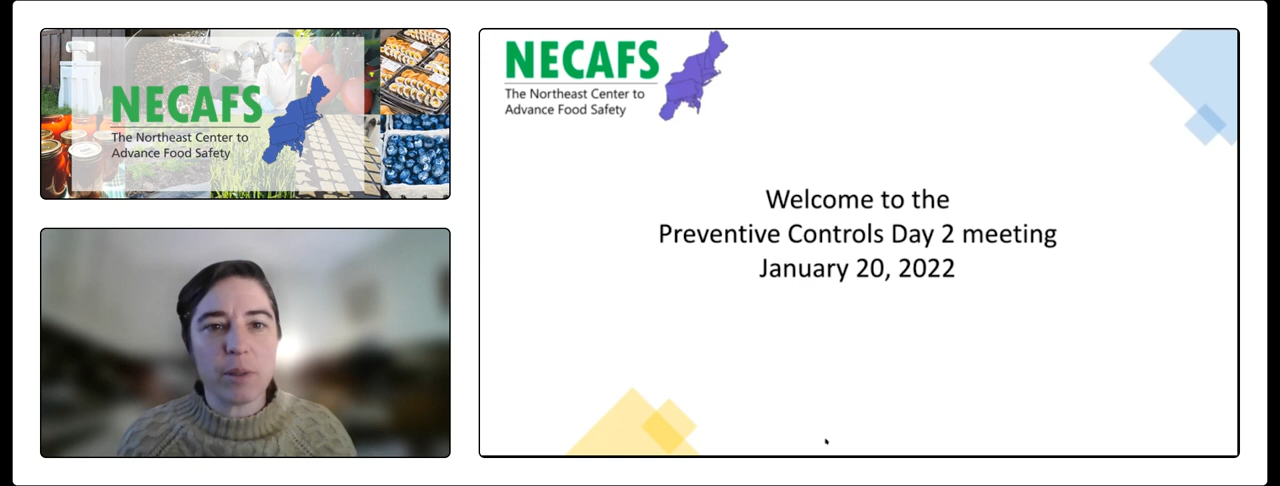 NECAFS
The Northeast Center to
Advance Food Safety
NECAFS
The Northeast Center to
Advance Food Safety
Welcome to the
Preventive Controls Day 2 meeting
January 20, 2022